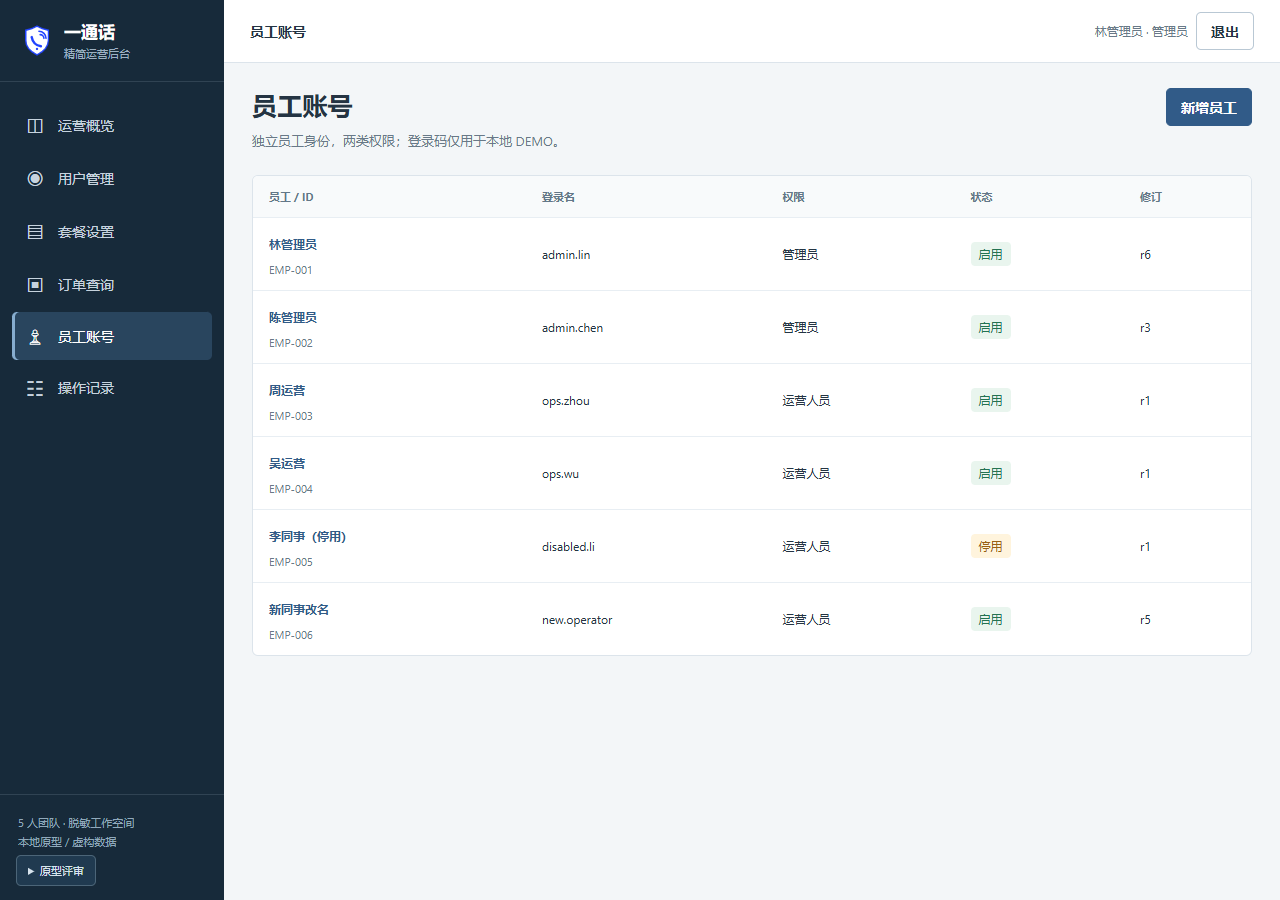 一通话
精简运营后台
运营概览
用户管理
套餐设置
订单查询
员工账号
操作记录
5 人团队 · 脱敏工作空间
本地原型 / 虚构数据
▶ 原型评审
员工账号
林管理员 · 管理员
退出
员工账号
独立员工身份，两类权限；登录码仅用于本地 DEMO。
新增员工
员工 / ID 登录名 权限 状态 修订
林管理员
EMP-001
admin.lin 管理员 启用 r6
陈管理员
EMP-002
admin.chen 管理员 启用 r3
周运营
EMP-003
ops.zhou 运营人员 启用 r1
吴运营
EMP-004
ops.wu 运营人员 启用 r1
李同事（停用）
EMP-005
disabled.li 运营人员 停用 r1
新同事改名
EMP-006
new.operator 运营人员 启用 r5